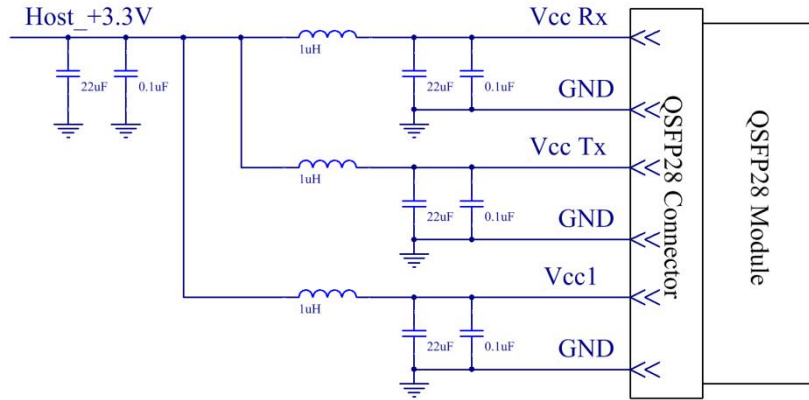 Host_+3.3V
Vcc Rx
1uH
22uF
0.1uF
22uF
0.1uF
GND
Vcc Tx
1uH
22uF
0.1uF
GND
Vcc1
1uH
22uF
0.1uF
GND
QSFP28 Connector
QSFP28 Module